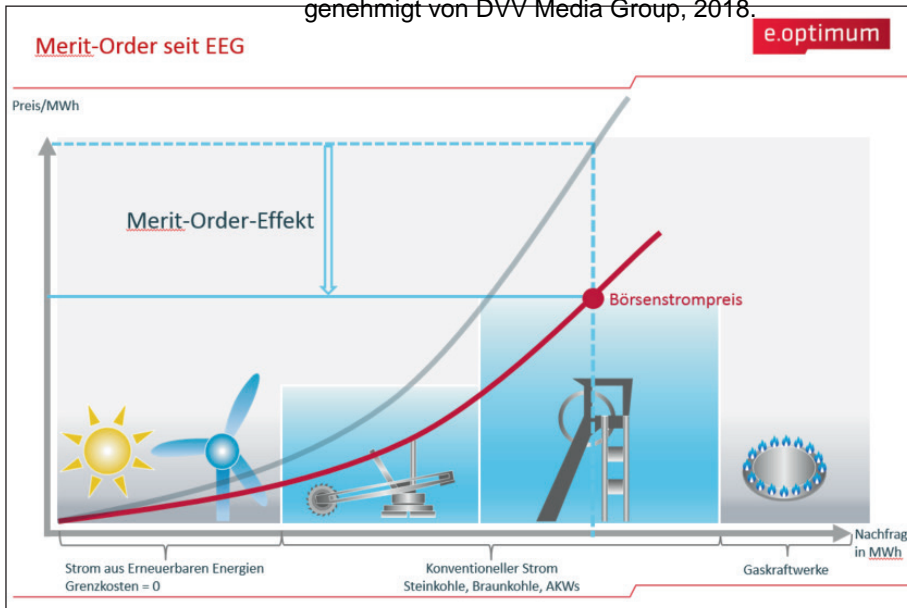 genehmigt von DVV Media Group, 2018.
Merit-Order seit EEG
e.optimum
Preis/MWh
Merit-Order-Effekt
Börsenstrompreis
Nachfrag
in MWh
Strom aus Erneuerbaren Energien
Grenzkosten = 0
Konventioneller Strom
Steinkohle, Braunkohle, AKWs
Gaskraftwerke